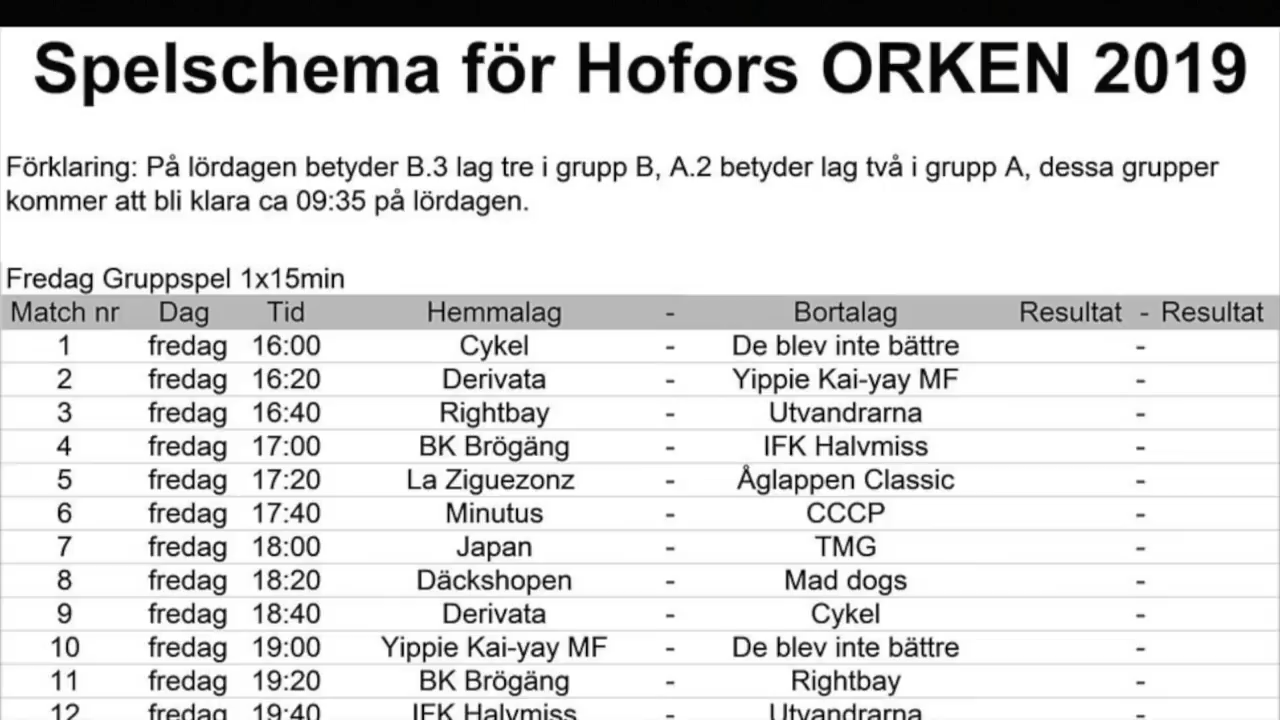 Spelschema för Hofors ORKEN 2019
Förklaring: På lördagen betyder B.3 lag tre i grupp B, A.2 betyder lag två i grupp A, dessa grupper
kommer att bli klara ca 09:35 på lördagen.
Fredag Gruppspel 1x15min
Match nr Dag Tid Hemmalag - Bortalag Resultat - Resultat
1 fredag 16:00 Cykel - De blev inte bättre -
2 fredag 16:20 Derivata - Yippie Kai-yay MF -
3 fredag 16:40 Rightbay - Utvandrarna -
4 fredag 17:00 BK Brögäng - IFK Halvmiss -
5 fredag 17:20 La Ziguezonz - Åglappen Classic -
6 fredag 17:40 Minutus - CCCP -
7 fredag 18:00 Japan - TMG -
8 fredag 18:20 Däckshopen - Mad dogs -
9 fredag 18:40 Derivata - Cykel -
10 fredag 19:00 Yippie Kai-yay MF - De blev inte bättre -
11 fredag 19:20 BK Brögäng - Rightbay -
12 fredag 19:40 IFK Halvmiss - Utvandrarna -